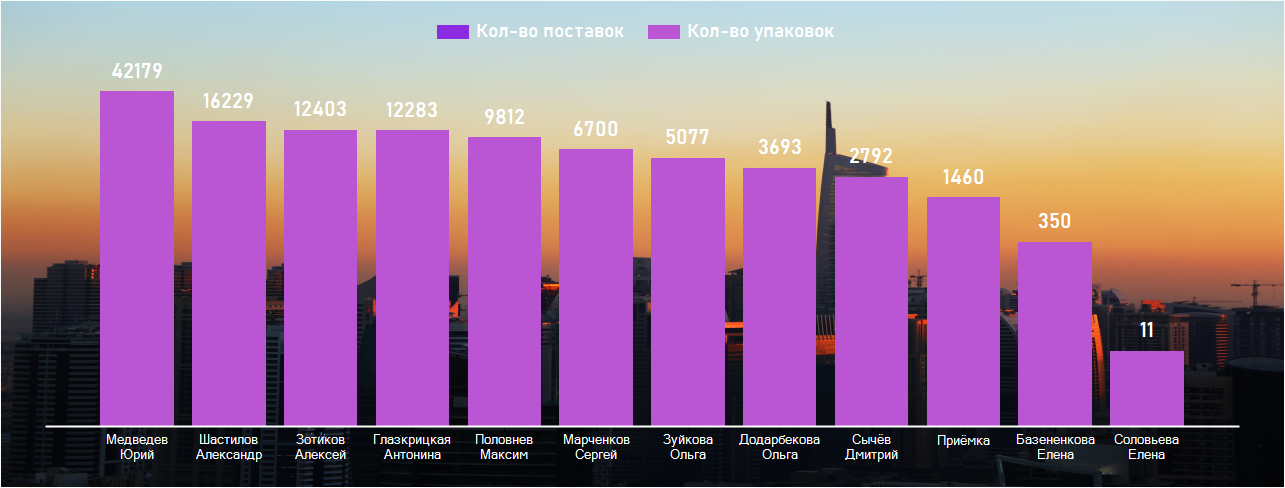 Кол-во поставок Кол-во упаковок
42179
16229
12403
12283
9812
6700
5077
3693
2792
1460
350
11
Медведев
Юрий
Шастилов
Александр
Зотиков
Алексей
Глазкрицкая
Антонина
Половнев
Максим
Марченков
Сергей
Зуйкова
Ольга
Додарбекова
Ольга
Сычёв
Дмитрий
Приёмка
Базененкова
Елена
Соловьева
Елена